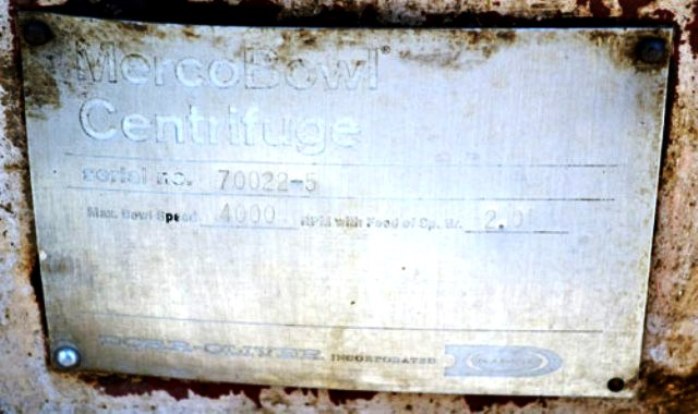 MercoBowl®
Centrifuge
serial no. 70022-5
Max. Bowl Speed 4000 RPM with Feed of Sp. Gr. 2.0
DORR-OLIVER INCORPORATED